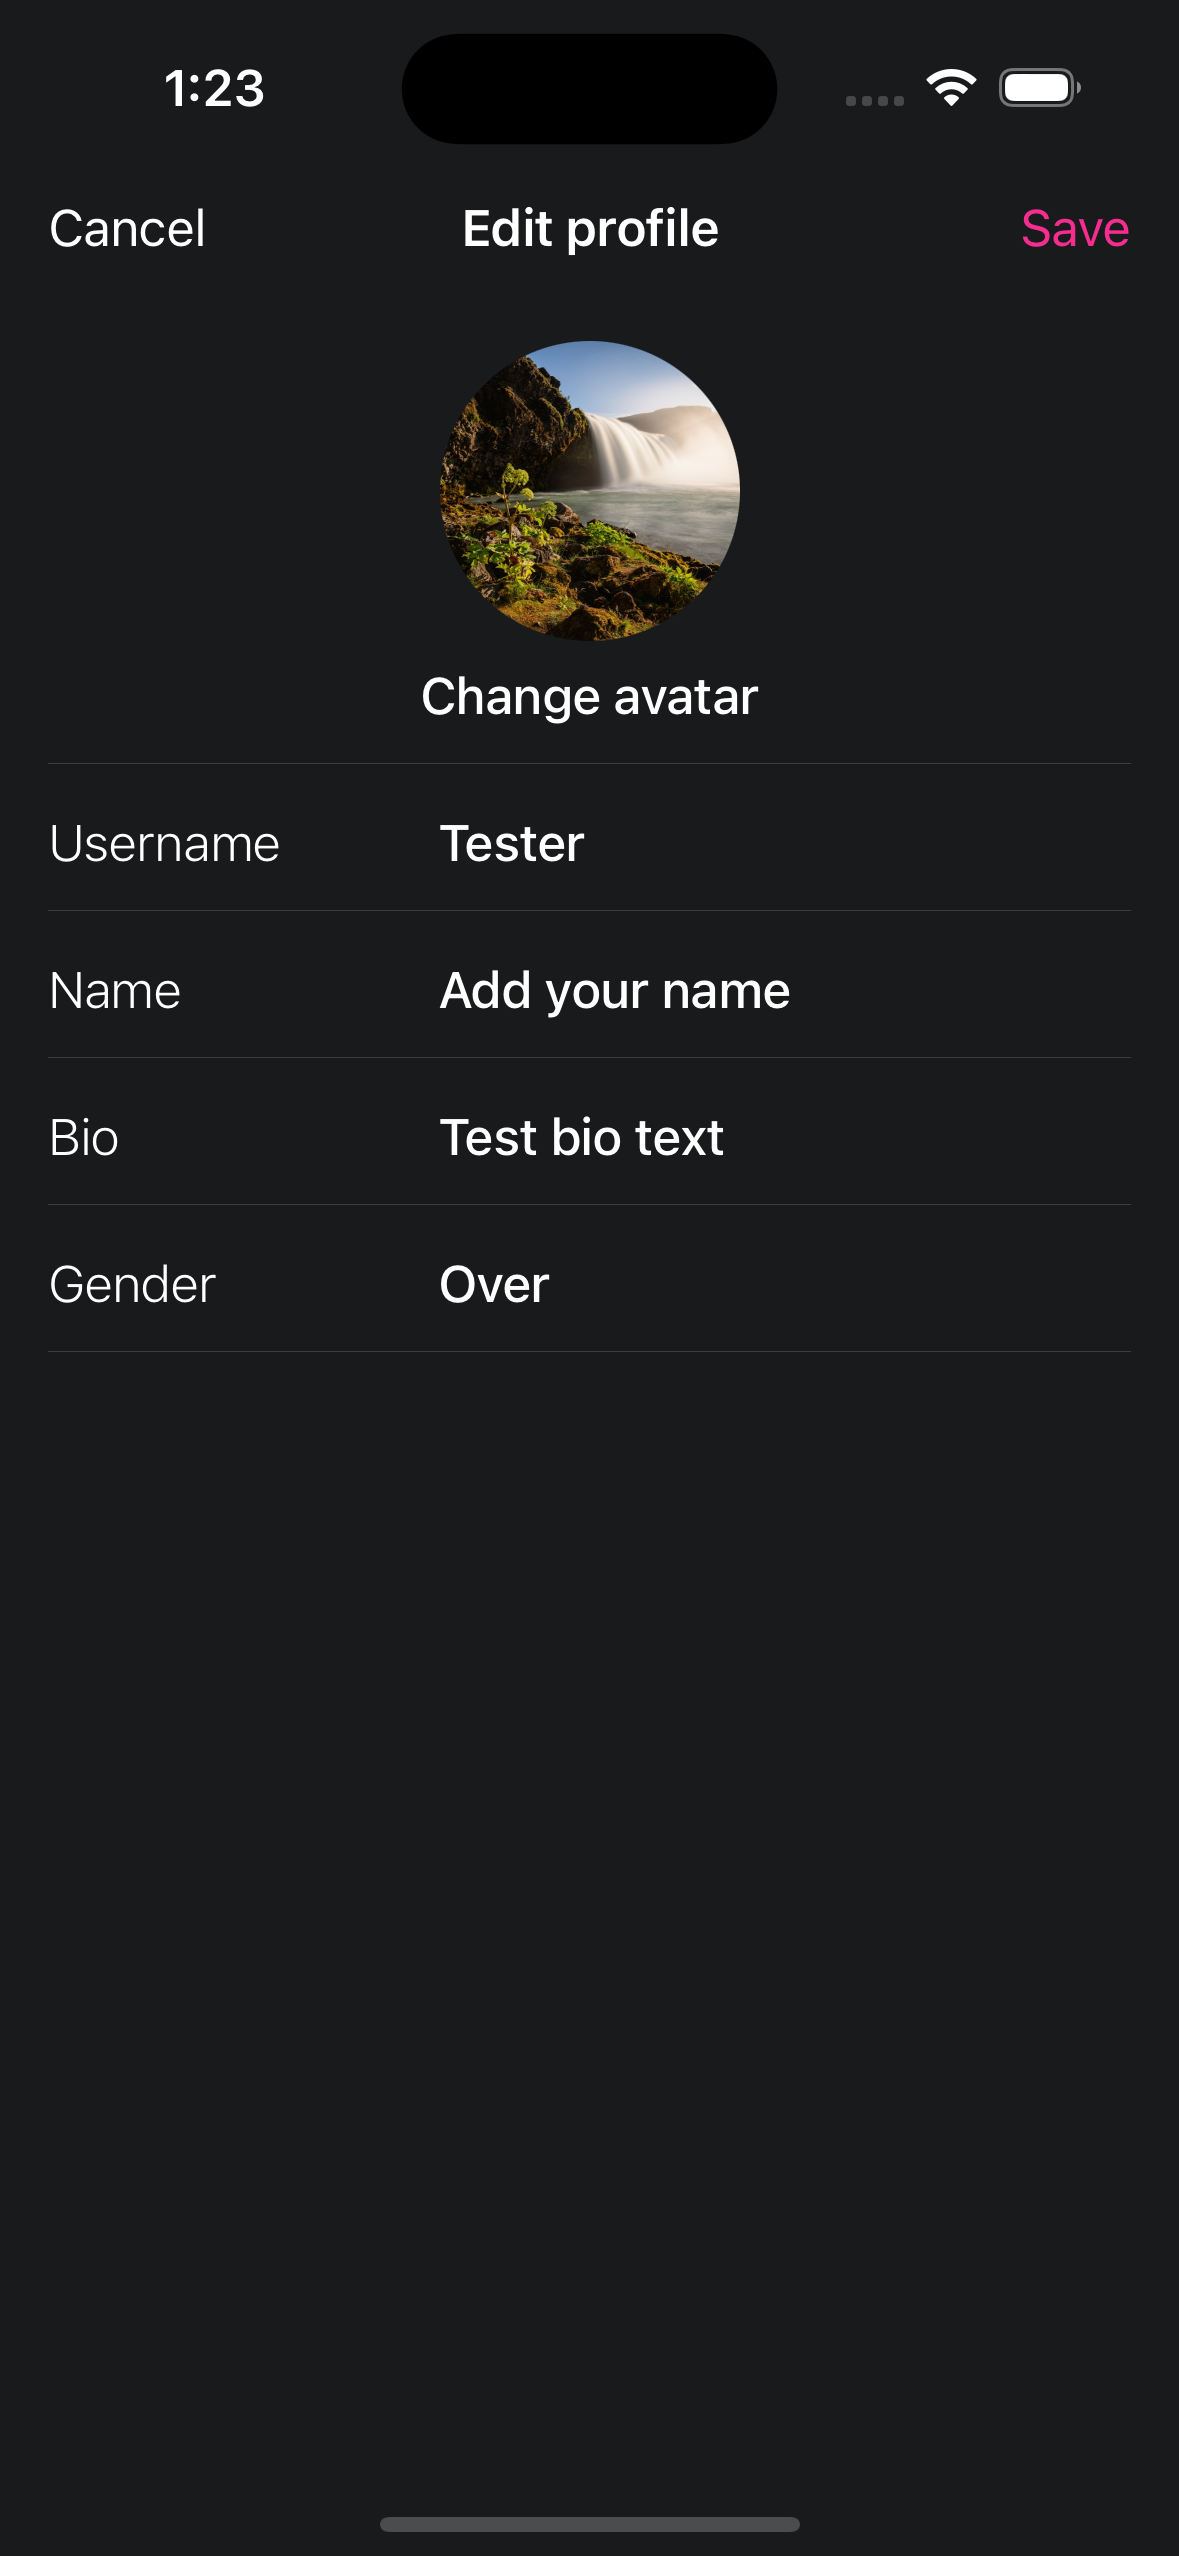 1:23
Cancel Edit profile Save
Change avatar
Username Tester
Name Add your name
Bio Test bio text
Gender Over